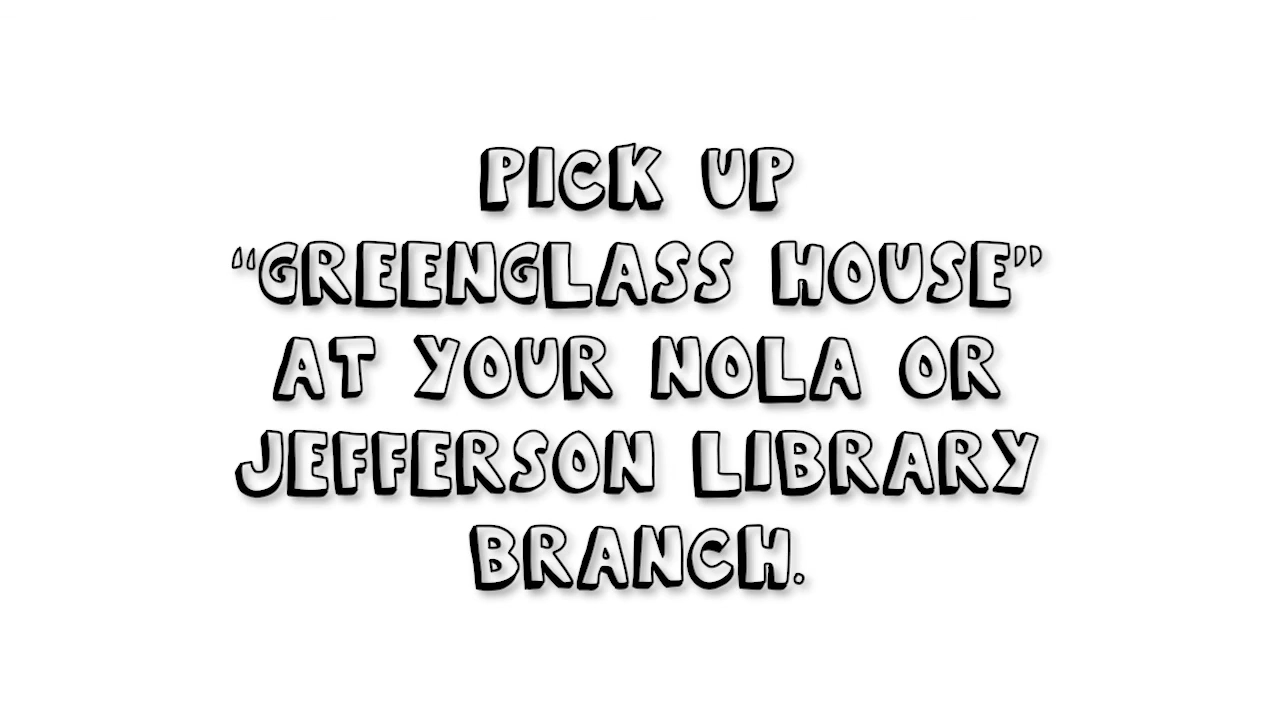 PICK UP
“GREENGLASS HOUSE”
AT YOUR NOLA OR
JEFFERSON LIBRARY
BRANCH.